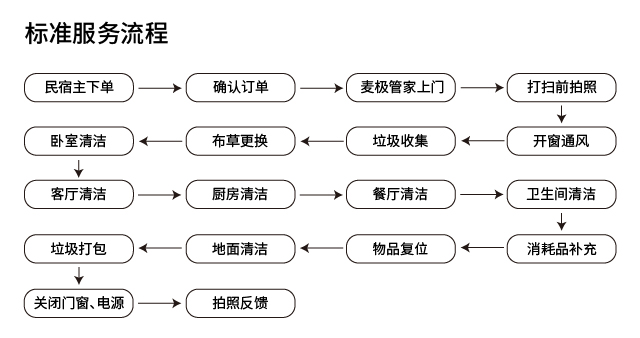 标准服务流程
民宿主下单
确认订单
麦极管家上门
打扫前拍照
开窗通风
垃圾收集
布草更换
卧室清洁
客厅清洁
厨房清洁
餐厅清洁
卫生间清洁
消耗品补充
物品复位
地面清洁
垃圾打包
关闭门窗、电源
拍照反馈